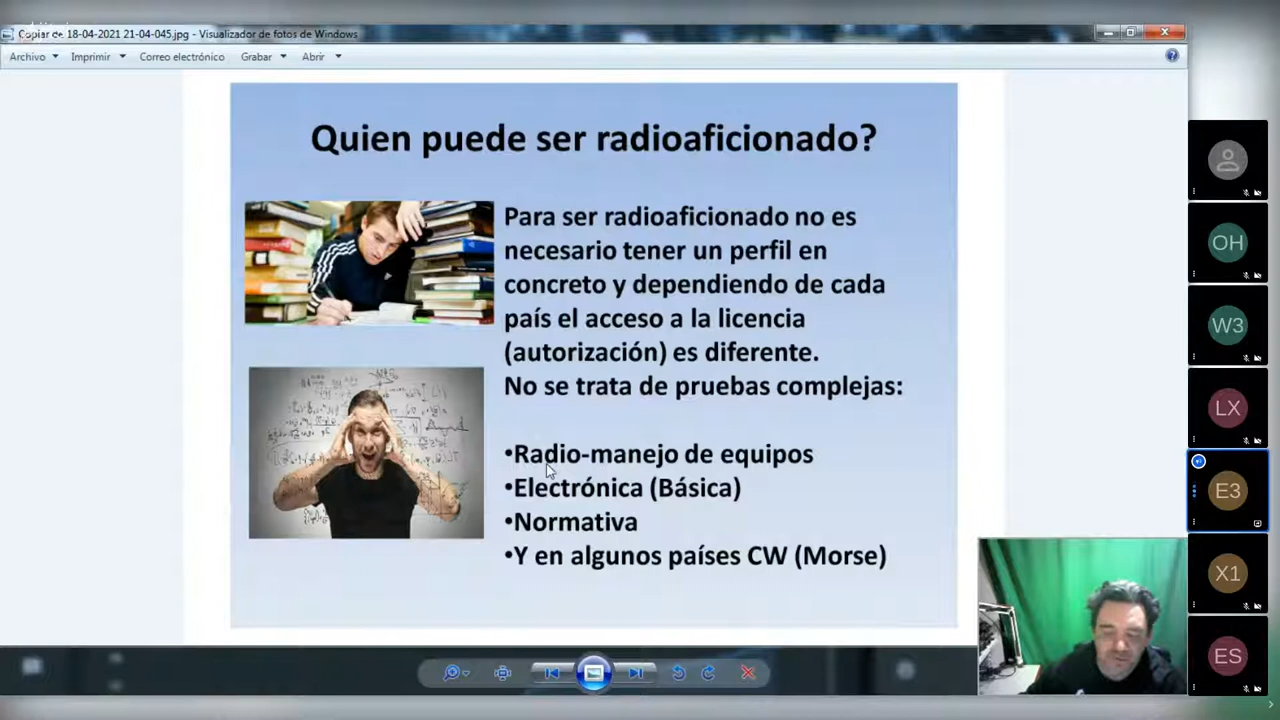 Copiar de 18-04-2021 21-04-045.jpg - Visualizador de fotos de Windows
Archivo Imprimir Correo electrónico Grabar Abrir
Quien puede ser radioaficionado?
Para ser radioaficionado no es
necesario tener un perfil en
concreto y dependiendo de cada
país el acceso a la licencia
(autorización) es diferente.
No se trata de pruebas complejas:
•Radio-manejo de equipos
•Electrónica (Básica)
•Normativa
•Y en algunos países CW (Morse)
OH
W3
LX
E3
X1
ES